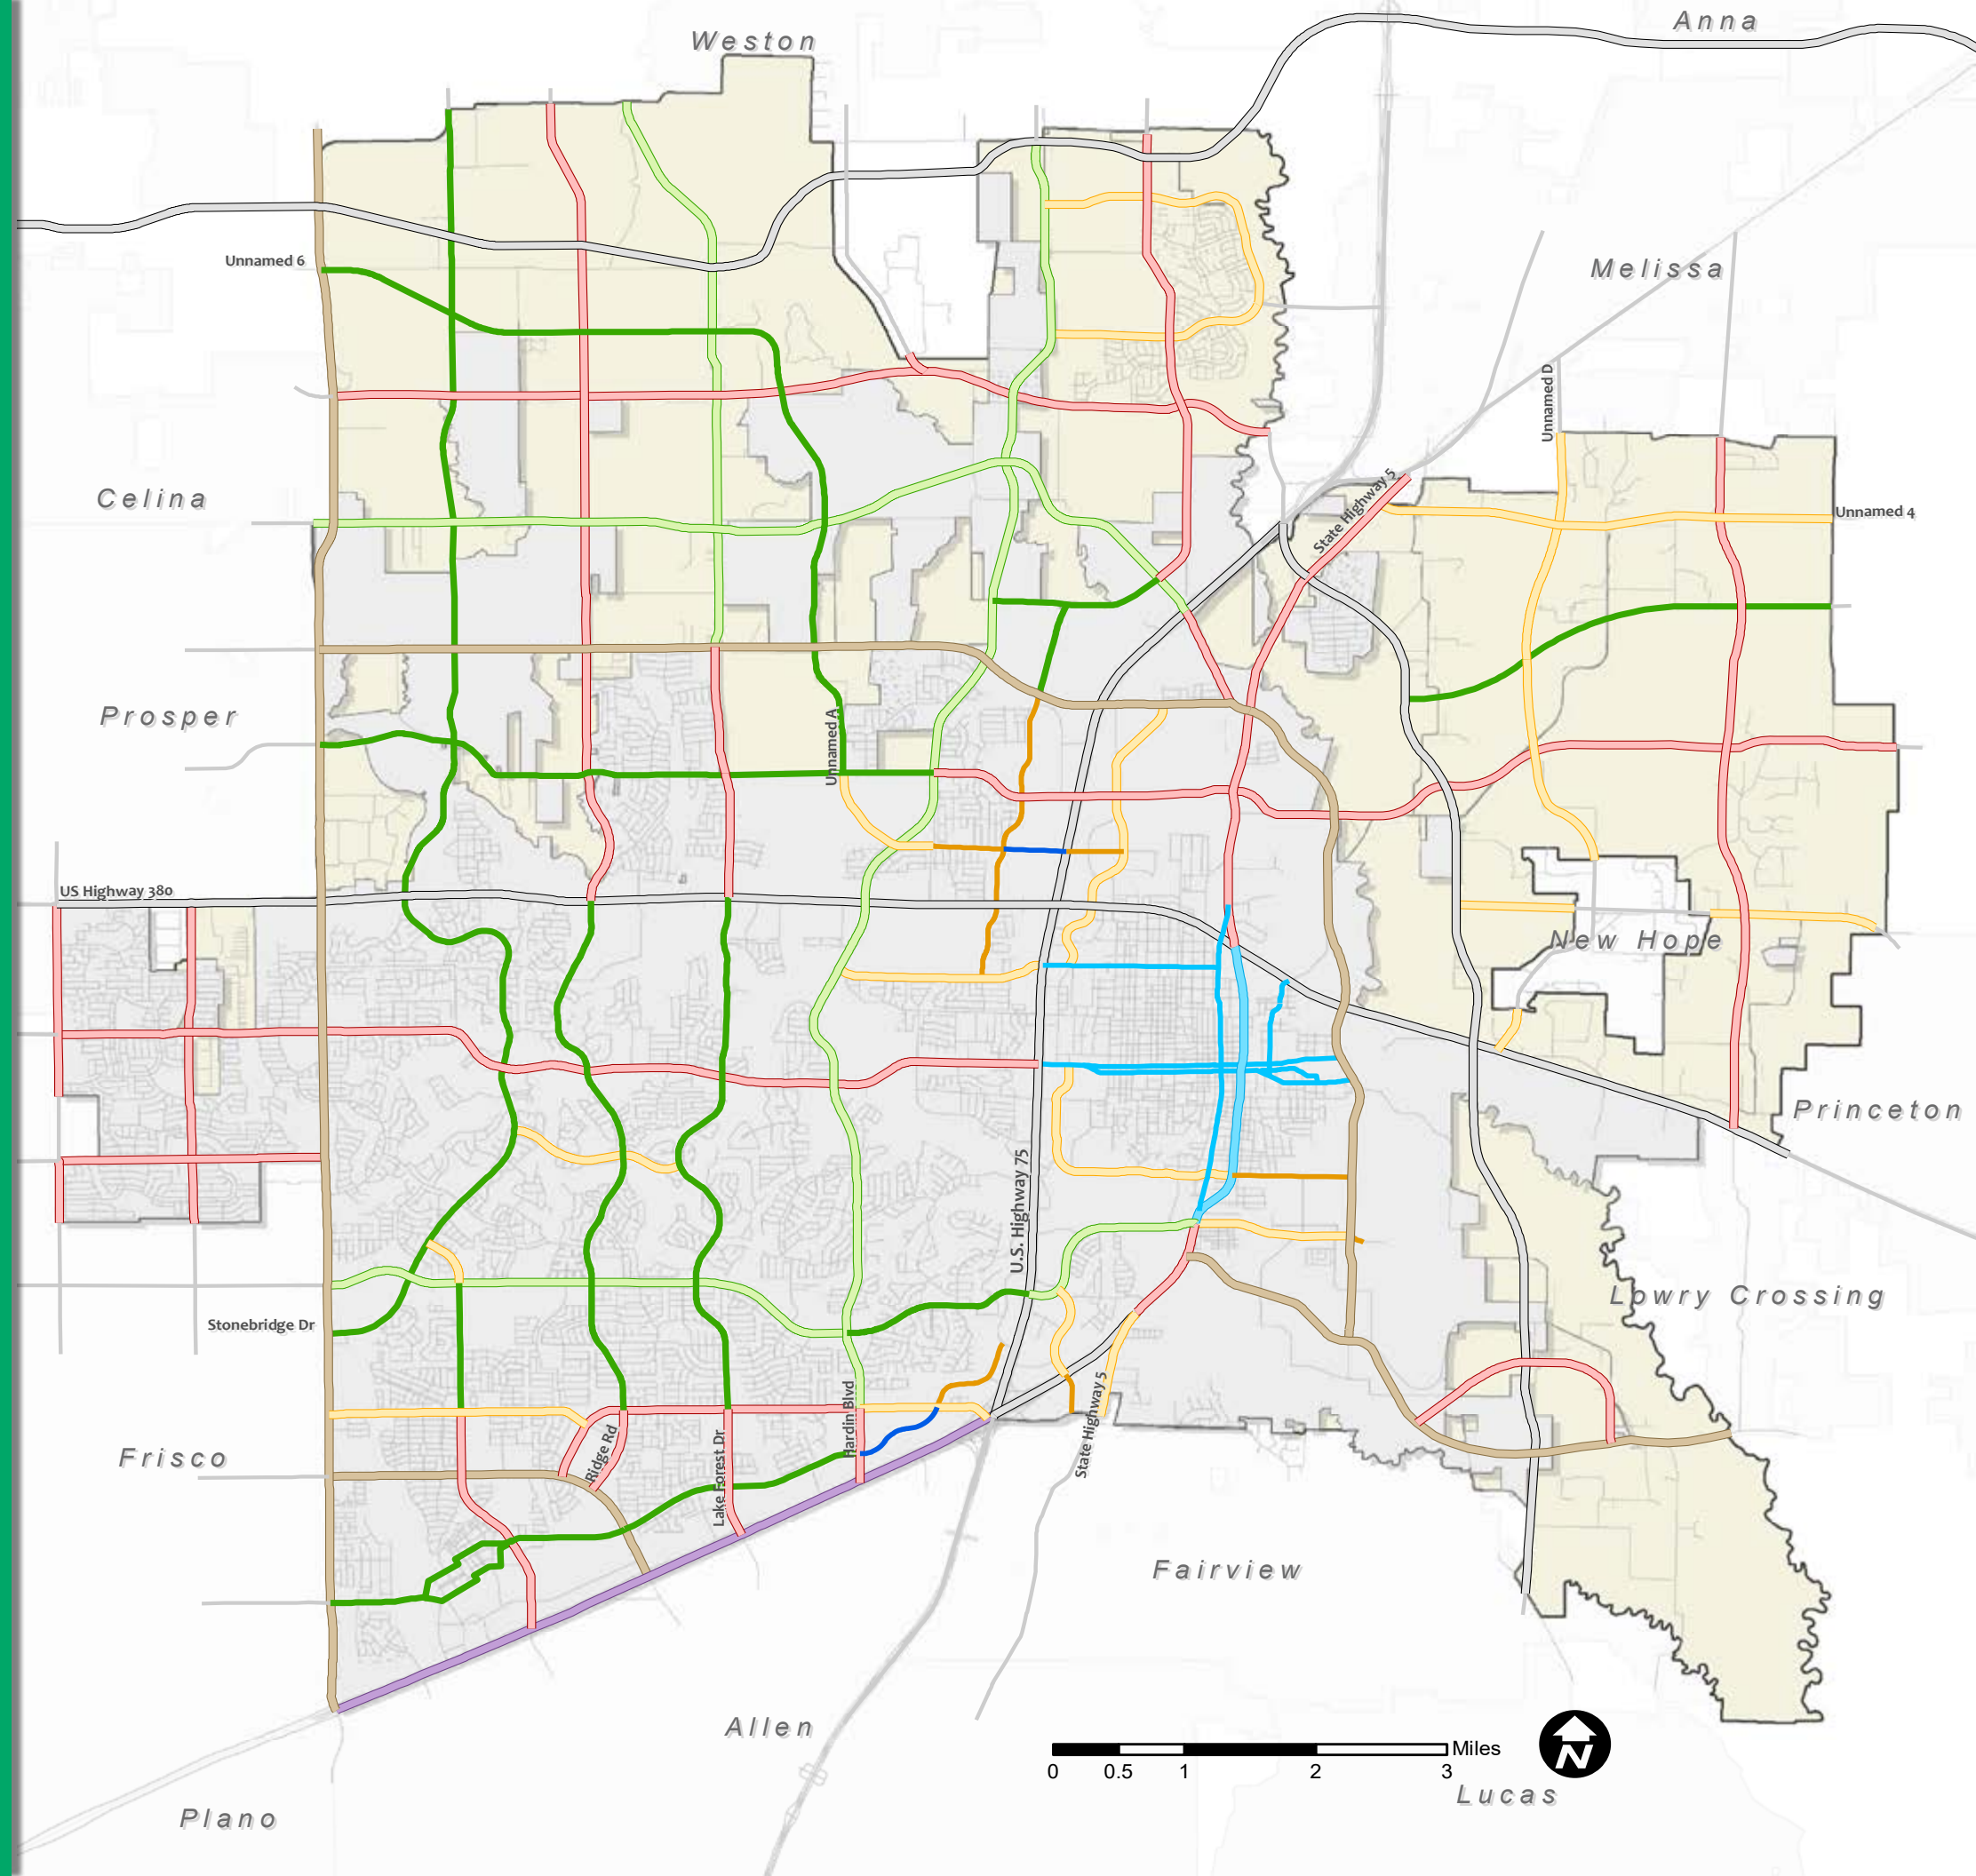 Anna
Weston
Unnamed 6
Melissa
Unnamed D
Celina
State Highway 5
Unnamed 4
Prosper
Unnamed A
US Highway 380
New Hope
Princeton
U.S. Highway 75
Lowry Crossing
Stonebridge Dr
Hardin Blvd
State Highway 5
Ridge Rd
Lake Forest Dr
Frisco
Fairview
Allen
Miles
N
0 0.5 1 2 3
Lucas
Plano